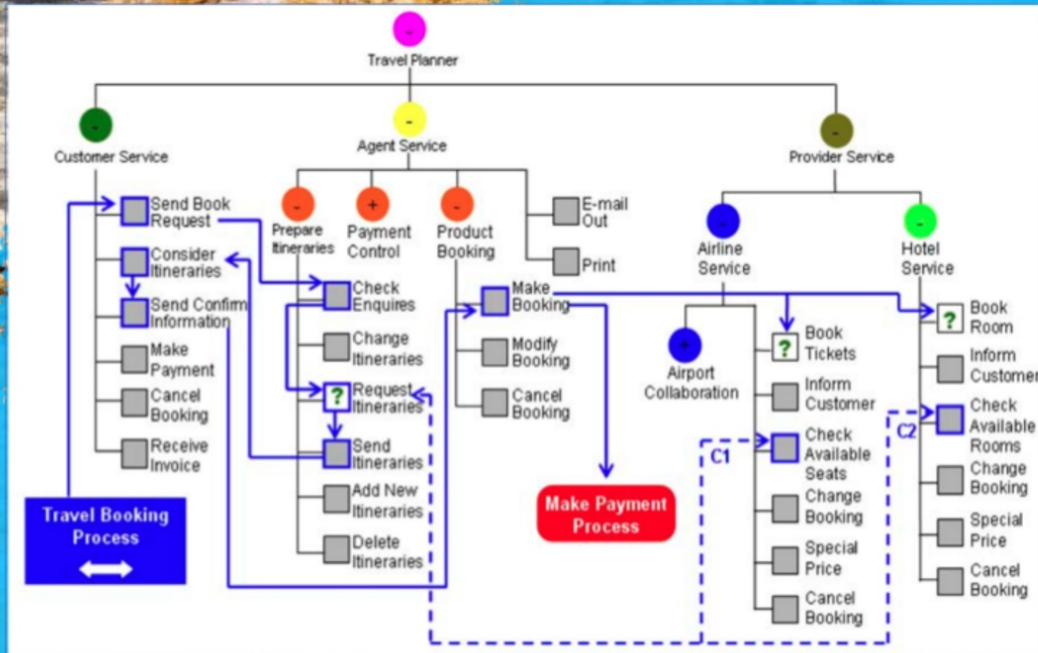 Travel Planner
Customer Service
Agent Service
Provider Service
Send Book
Request
Consider
Itineraries
Send Confirm
Information
Make
Payment
Cancel
Booking
Receive
Invoice
Travel Booking
Process
-
Prepare
Itineraries
+
Payment
Control
-
Product
Booking
E-mail
Out
Print
Check
Enquires
Change
Itineraries
?
Request
Itineraries
Send
Itineraries
Add New
Itineraries
Delete
Itineraries
Make
Booking
Modify
Booking
Cancel
Booking
Make Payment
Process
-
Airline
Service
+
Airport
Collaboration
?
Book
Tickets
Inform
Customer
C1
Check
Available
Seats
Change
Booking
Special
Price
Cancel
Booking
-
Hotel
Service
?
Book
Room
Inform
Customer
C2
Check
Available
Rooms
Change
Booking
Special
Price
Cancel
Booking